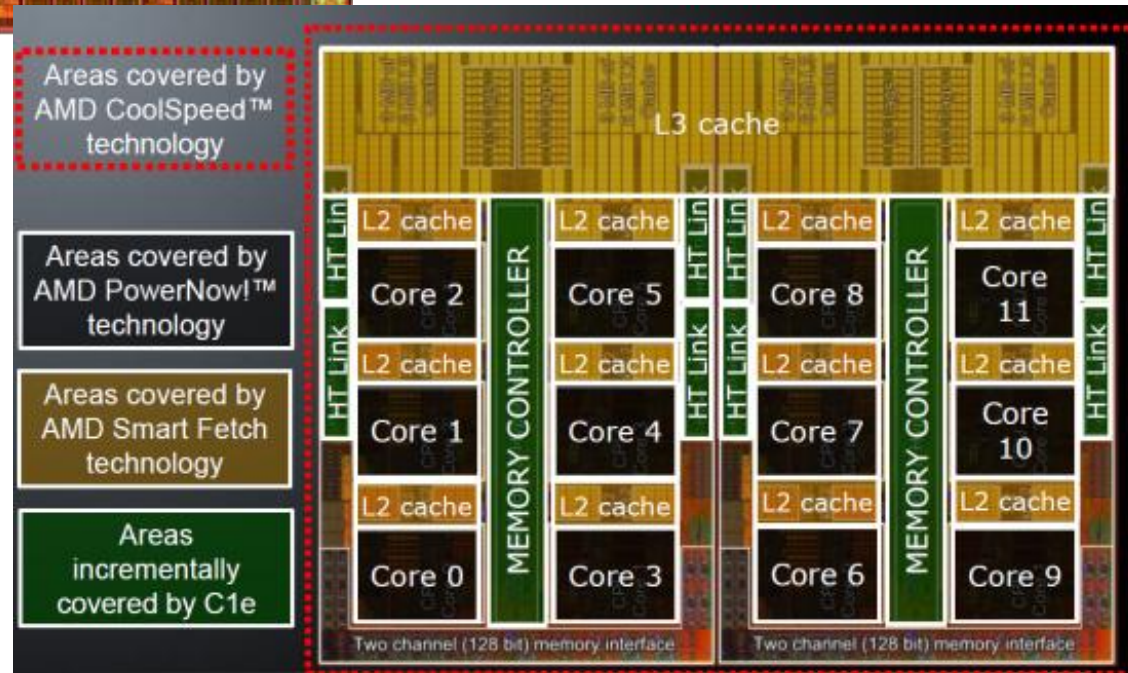 Areas covered by
AMD CoolSpeed™
technology
Areas covered by
AMD PowerNow!™
technology
Areas covered by
AMD Smart Fetch
technology
Areas
incrementally
covered by C1e
L3 cache
HT Link
L2 cache
L2 cache
HT Link
HT Link
L2 cache
L2 cache
HT Link
Core 2
MEMORY CONTROLLER
Core 5
Core 8
MEMORY CONTROLLER
Core
11
HT Link
L2 cache
L2 cache
HT Link
HT Link
L2 cache
L2 cache
HT Link
Core 1
Core 4
Core 7
Core
10
L2 cache
L2 cache
L2 cache
L2 cache
Core 0
Core 3
Core 6
Core 9
Two channel (128 bit) memory interface
Two channel (128 bit) memory interface